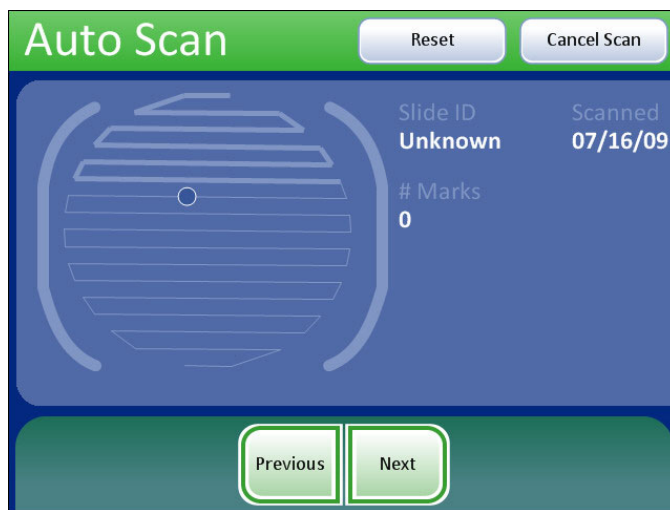 Auto Scan
Reset
Cancel Scan
Slide ID
Scanned
Unknown
07/16/09
# Marks
0
Previous
Next